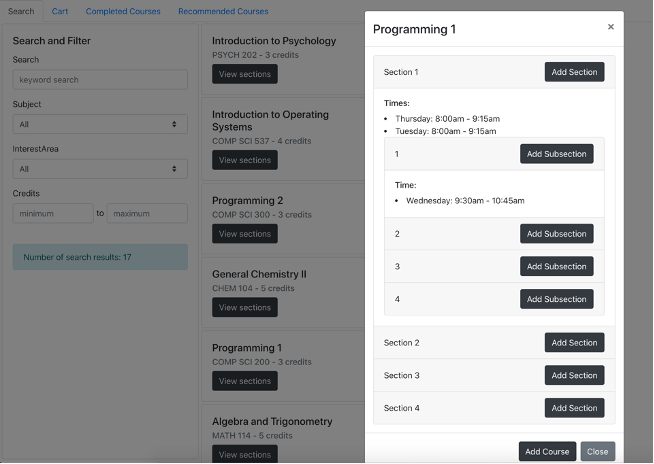 Search Cart Completed Courses Recommended Courses
Search and Filter
Search
keyword search
Subject
All
InterestArea
All
Credits
minimum to maximum
Number of search results: 17
Introduction to Psychology
PSYCH 202 - 3 credits
View sections
Introduction to Operating
Systems
COMP SCI 537 - 4 credits
View sections
Programming 2
COMP SCI 300 - 3 credits
View sections
General Chemistry II
CHEM 104 - 5 credits
View sections
Programming 1
COMP SCI 200 - 3 credits
View sections
Algebra and Trigonometry
MATH 114 - 5 credits
View sections
Programming 1 ×
Section 1 Add Section
Times:
• Thursday: 8:00am - 9:15am
• Tuesday: 8:00am - 9:15am
1 Add Subsection
Time:
• Wednesday: 9:30am - 10:45am
2 Add Subsection
3 Add Subsection
4 Add Subsection
Section 2 Add Section
Section 3 Add Section
Section 4 Add Section
Add Course Close